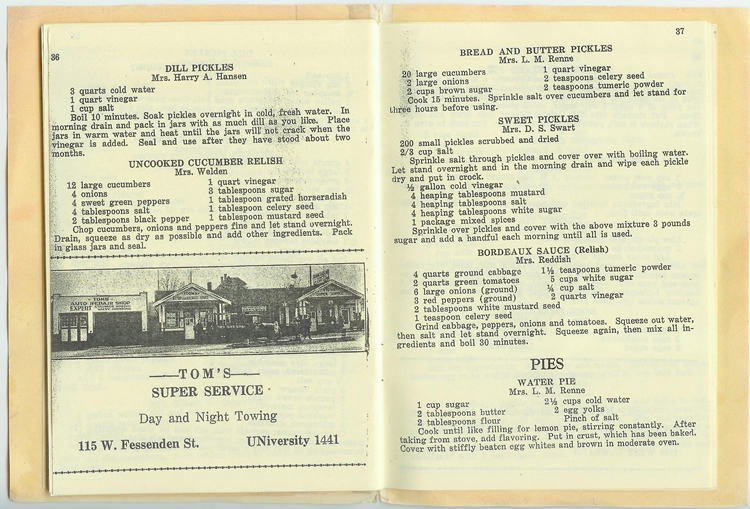 36
DILL PICKLES
Mrs. Harry A. Hansen
3 quarts cold water
1 quart vinegar
1 cup salt
Boil 10 minutes. Soak pickles overnight in cold, fresh water. In
morning drain and pack in jars with as much dill as you like. Place
jars in warm water and heat until the jars will not crack when the
vinegar is added. Seal and use after they have stood about two
months.
UNCOOKED CUCUMBER RELISH
Mrs. Welden
12 large cucumbers 1 quart vinegar
4 onions 3 tablespoons sugar
4 sweet green peppers 1 tablespoon grated horseradish
4 tablespoons salt 1 tablespoon celery seed
2 tablespoons black pepper 1 tablespoon mustard seed
Chop cucumbers, onions and peppers fine and let stand overnight.
Drain, squeeze as dry as possible and add other ingredients. Pack
in glass jars and seal.
TOMS
AUTO REPAIR SHOP
EXPERT
TOM'S
SUPER SERVICE
Day and Night Towing
115 W. Fessenden St. UNiversity 1441
37
BREAD AND BUTTER PICKLES
Mrs. L. M. Renne
20 large cucumbers 1 quart vinegar
2 large onions 2 teaspoons celery seed
2 cups brown sugar 2 teaspoons tumeric powder
Cook 15 minutes. Sprinkle salt over cucumbers and let stand for
three hours before using.
SWEET PICKLES
Mrs. D. S. Swart
200 small pickles scrubbed and dried
2/3 cup salt
Sprinkle salt through pickles and cover over with boiling water.
Let stand overnight and in the morning drain and wipe each pickle
dry and put in crock.
½ gallon cold vinegar
4 heaping tablespoons mustard
4 heaping tablespoons salt
4 heaping tablespoons white sugar
1 package mixed spices
Sprinkle over pickles and cover with the above mixture 3 pounds
sugar and add a handful each morning until all is used.
BORDEAUX SAUCE (Relish)
Mrs. Reddish
4 quarts ground cabbage 1½ teaspoons tumeric powder
2 quarts green tomatoes 5 cups white sugar
6 large onions (ground) ¼ cup salt
3 red peppers (ground) 2 quarts vinegar
2 tablespoons white mustard seed
1 teaspoon celery seed
Grind cabbage, peppers, onions and tomatoes. Squeeze out water,
then salt and let stand overnight. Squeeze again, then mix all in-
gredients and boil 30 minutes.
PIES
WATER PIE
Mrs. L. M. Renne
1 cup sugar 2½ cups cold water
2 tablespoons butter 2 egg yolks
2 tablespoons flour Pinch of salt
Cook until like filling for lemon pie, stirring constantly. After
taking from stove, add flavoring. Put in crust, which has been baked.
Cover with stiffly beaten egg whites and brown in moderate oven.